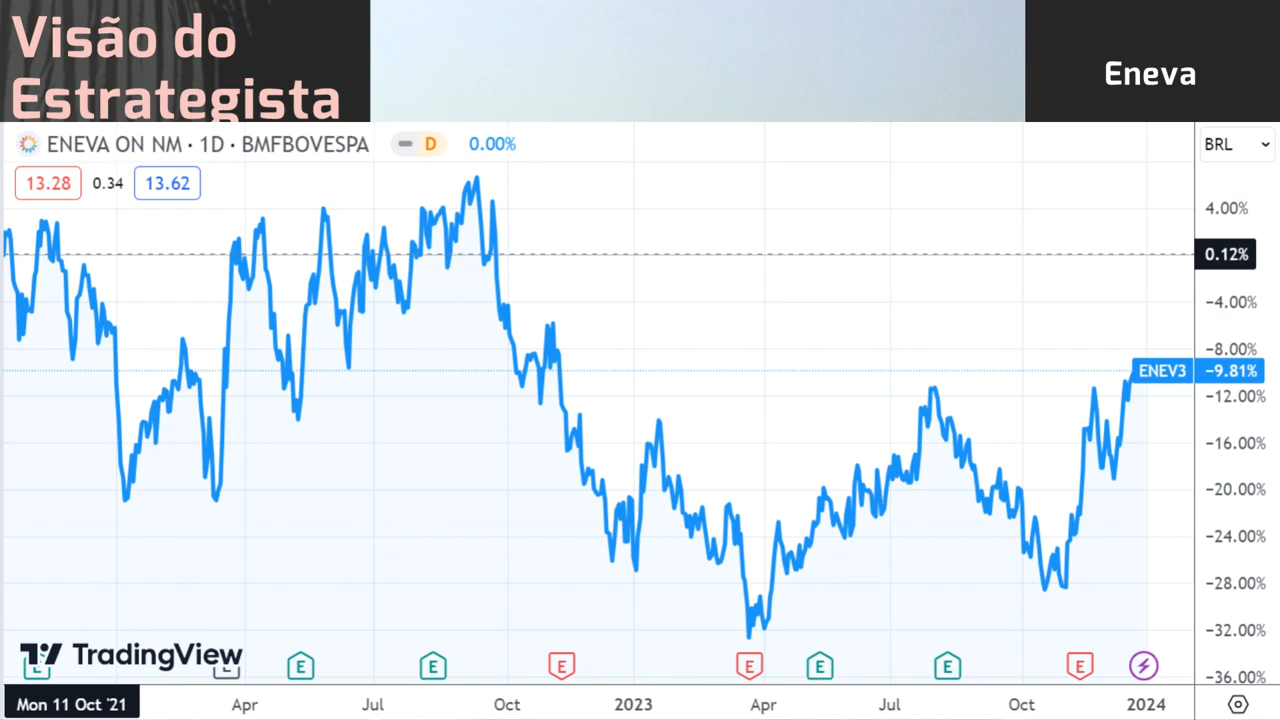 Visão do
Estrategista
Eneva
ENEVA ON NM · 1D · BMFBOVESPA
D
0.00%
BRL
13.28
0.34
13.62
4.00%
0.12%
−4.00%
−8.00%
ENEV3
−9.81%
−12.00%
−16.00%
−20.00%
−24.00%
−28.00%
−32.00%
−36.00%
TradingView
E
E
E
E
E
E
E
E
E
Mon 11 Oct '21
Apr
Jul
Oct
2023
Apr
Jul
Oct
2024